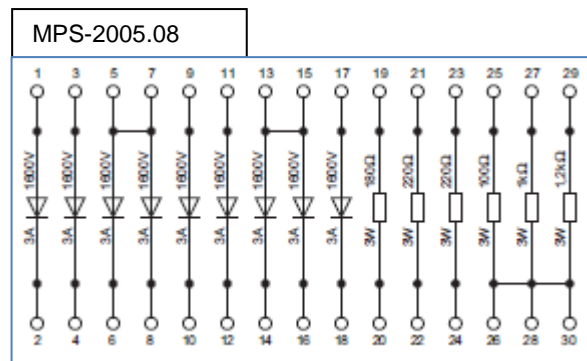 MPS-2005.08
1 3 5 7 9 11 13 15 17 19 21 23 25 27 29
1600V 1600V 1600V 1600V 1600V 1600V 1600V 1600V 1600V 180Ω 220Ω 220Ω 100Ω 1kΩ 1,2kΩ
3A 3A 3A 3A 3A 3A 3A 3A 3A 3W 3W 3W 3W 3W 3W
2 4 6 8 10 12 14 16 18 20 22 24 26 28 30